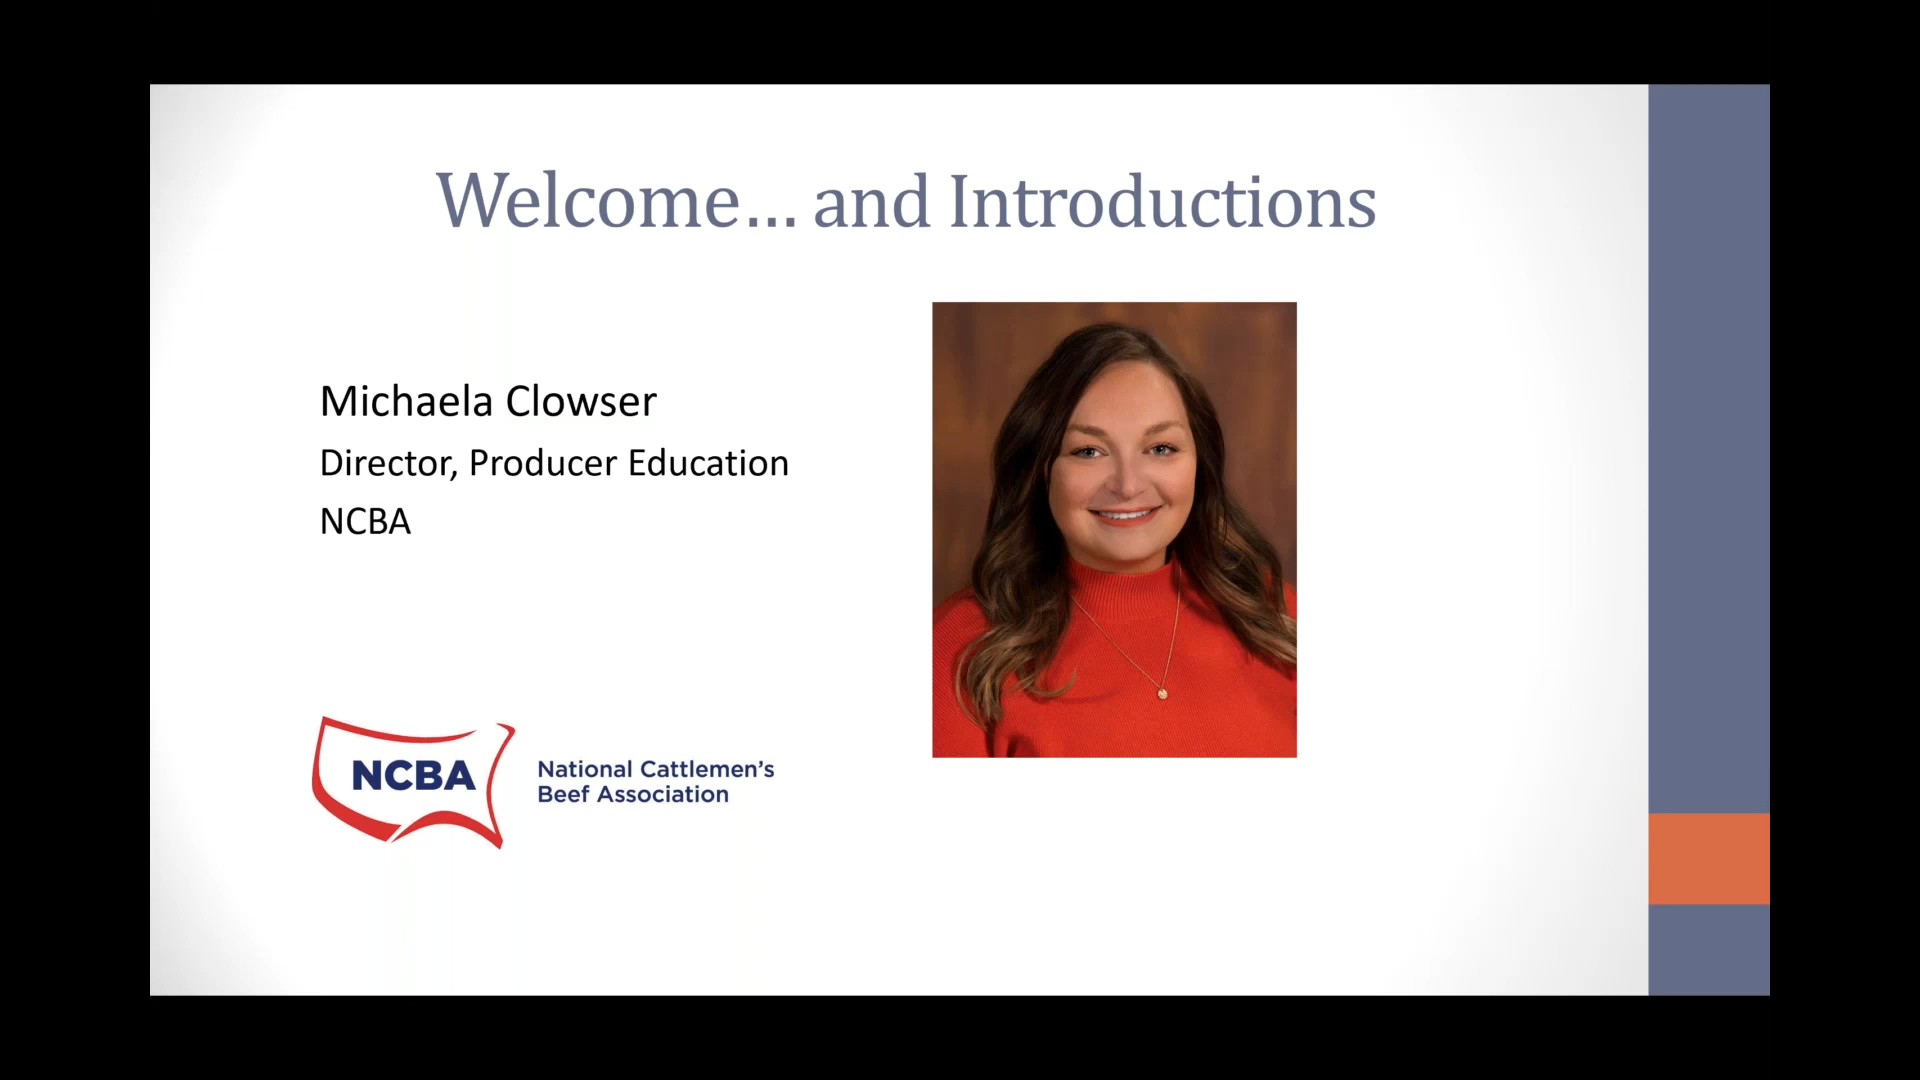 Welcome… and Introductions
Michaela Clowser
Director, Producer Education
NCBA
NCBA
National Cattlemen's
Beef Association